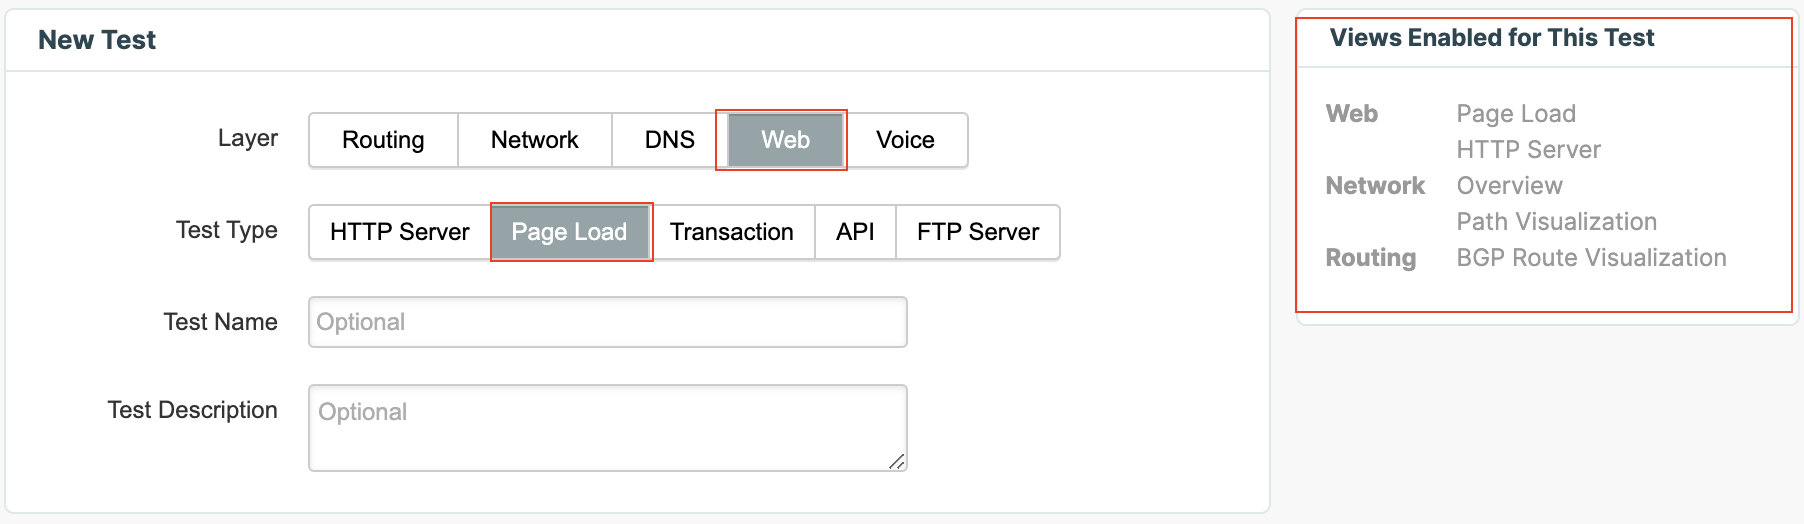 New Test
Layer Routing Network DNS Web Voice
Test Type HTTP Server Page Load Transaction API FTP Server
Test Name Optional
Test Description Optional
Views Enabled for This Test
Web Page Load
HTTP Server
Network Overview
Path Visualization
Routing BGP Route Visualization